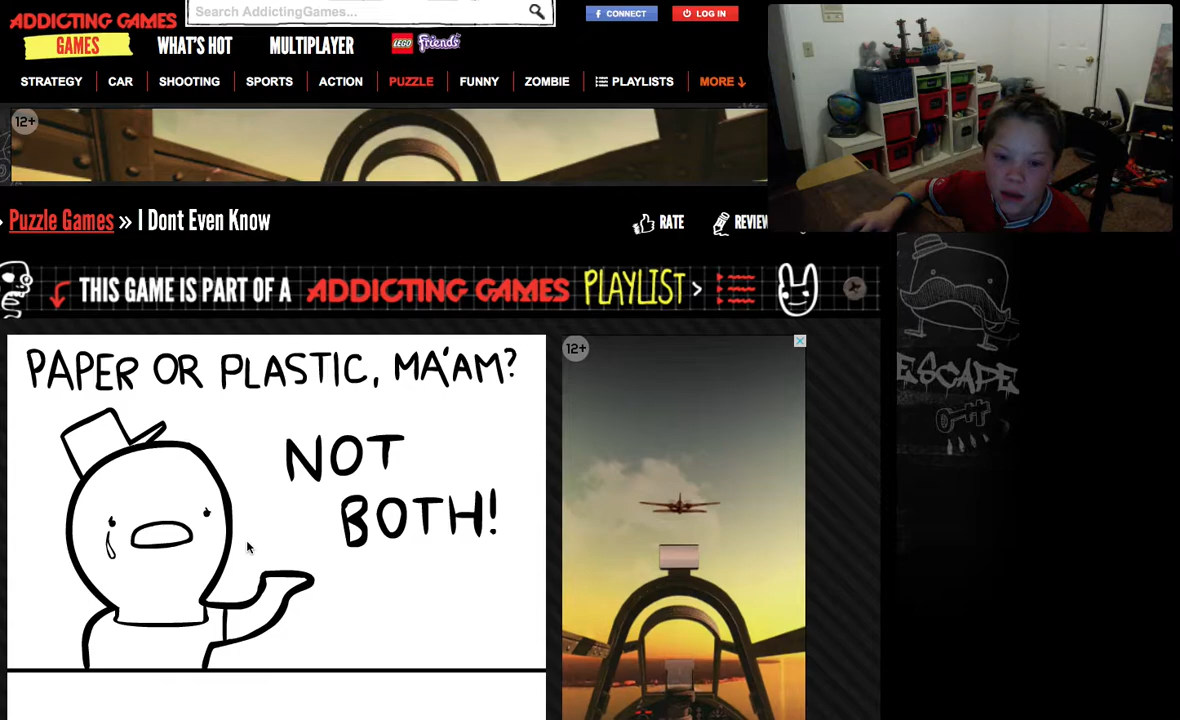 ADDICTING GAMES
Search AddictingGames...
f CONNECT
LOG IN
GAMES
WHAT'S HOT
MULTIPLAYER
LEGO Friends
STRATEGY
CAR
SHOOTING
SPORTS
ACTION
PUZZLE
FUNNY
ZOMBIE
PLAYLISTS
MORE
12+
Puzzle Games » I Dont Even Know
RATE
REVIEW
THIS GAME IS PART OF A ADDICTING GAMES PLAYLIST >
PAPER OR PLASTIC, MA'AM?
NOT
BOTH!
12+
ESCAPE